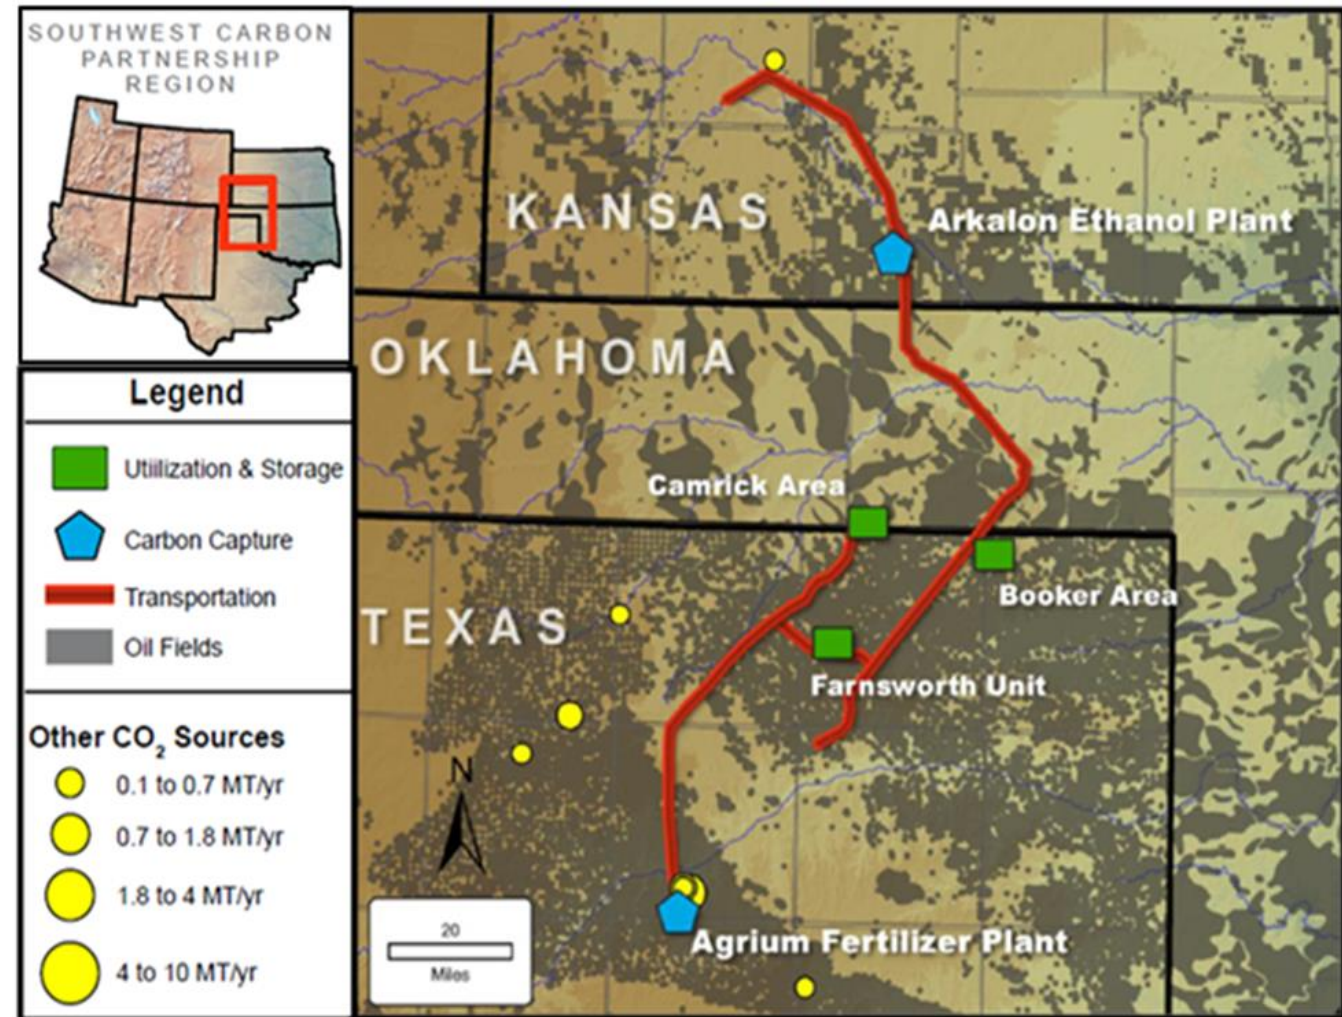 SOUTHWEST CARBON
PARTNERSHIP
REGION
Legend
Utiilization & Storage
Carbon Capture
Transportation
Oil Fields
Other CO₂ Sources
0.1 to 0.7 MT/yr
0.7 to 1.8 MT/yr
1.8 to 4 MT/yr
4 to 10 MT/yr
KANSAS
Arkalon Ethanol Plant
OKLAHOMA
Camrick Area
TEXAS
Booker Area
Farnsworth Unit
N
20
Miles
Agrium Fertilizer Plant